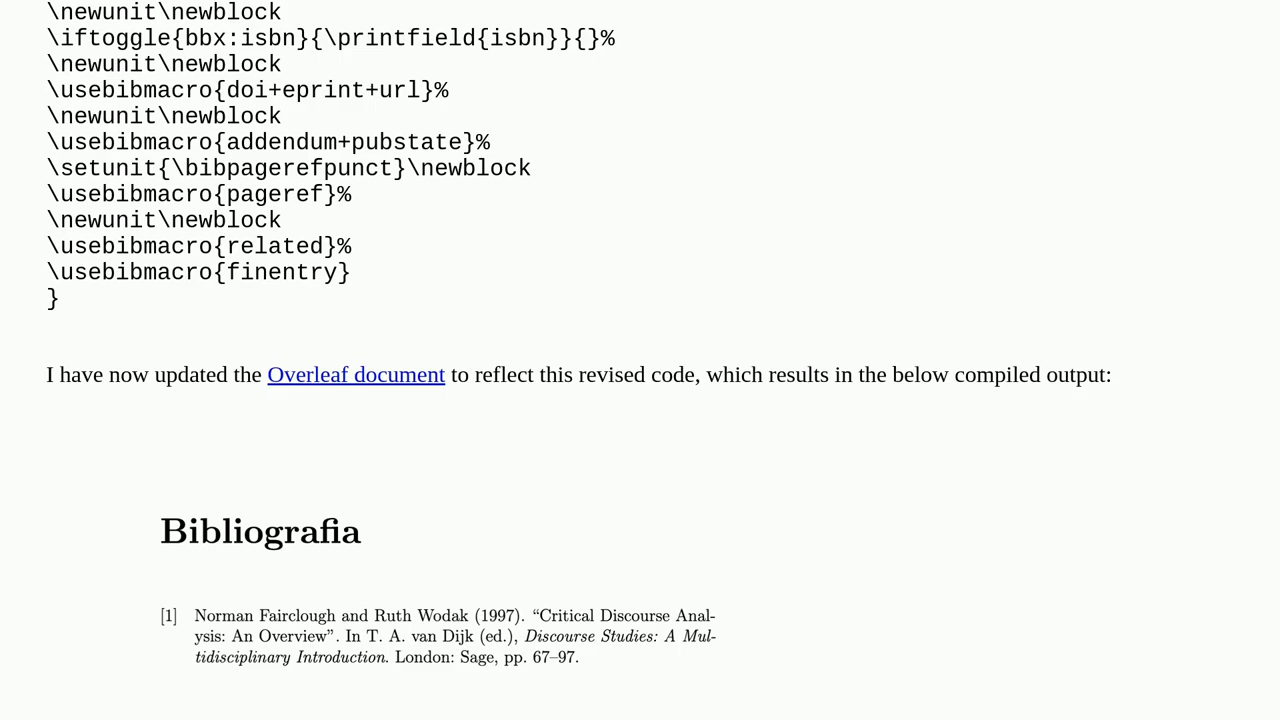 \newunit\newblock
\iftoggle{bbx:isbn}{\printfield{isbn}}{}%
\newunit\newblock
\usebibmacro{doi+eprint+url}%
\newunit\newblock
\usebibmacro{addendum+pubstate}%
\setunit{\bibpagerefpunct}\newblock
\usebibmacro{pageref}%
\newunit\newblock
\usebibmacro{related}%
\usebibmacro{finentry}
}
I have now updated the Overleaf document to reflect this revised code, which results in the below compiled output:
Bibliografia
[1] Norman Fairclough and Ruth Wodak (1997). “Critical Discourse Anal-
ysis: An Overview”. In T. A. van Dijk (ed.), Discourse Studies: A Mul-
tidisciplinary Introduction. London: Sage, pp. 67–97.